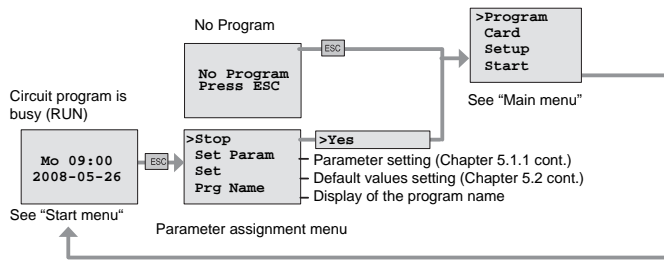 No Program
ESC
No Program
Press ESC
>Program
Card
Setup
Start
See "Main menu"
Circuit program is
busy (RUN)
Mo 09:00
2008-05-26
ESC
>Stop
Set Param
Set
Prg Name
>Yes
Parameter setting (Chapter 5.1.1 cont.)
Default values setting (Chapter 5.2 cont.)
Display of the program name
See “Start menu“
Parameter assignment menu